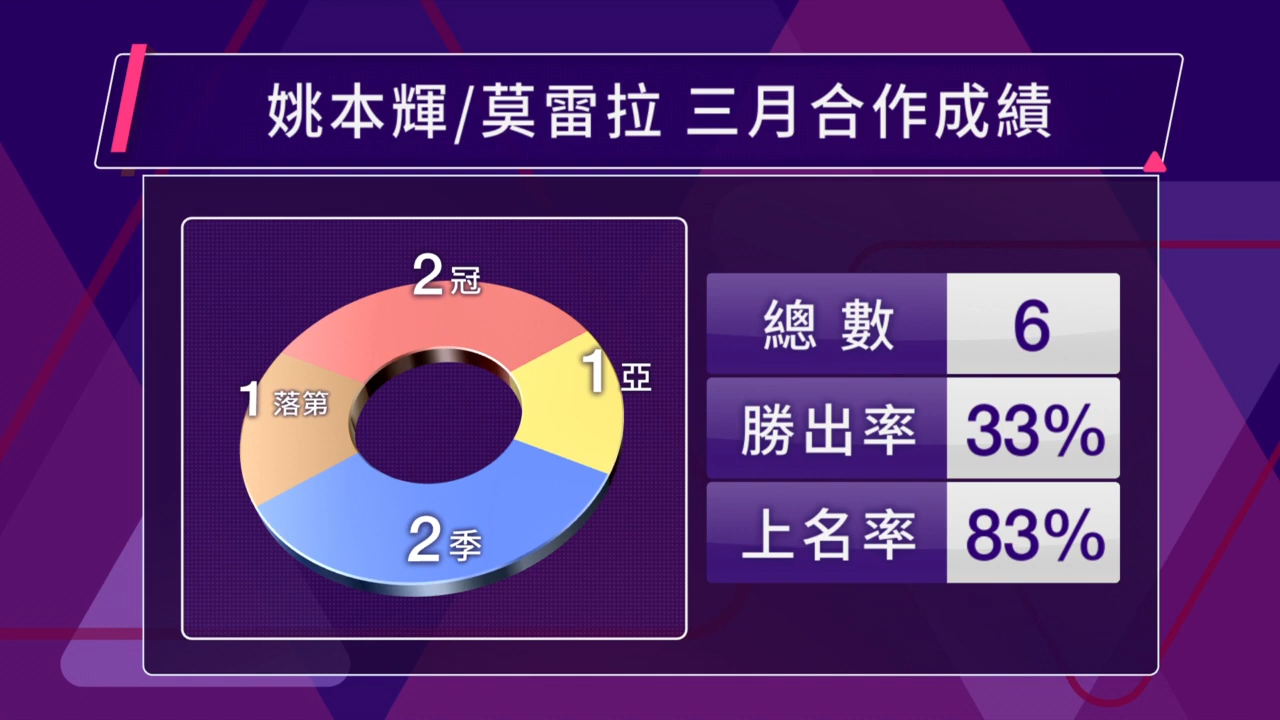 姚本輝/莫雷拉 三月合作成績
2冠
1亞
1落第
2季
總數 6
勝出率 33%
上名率 83%